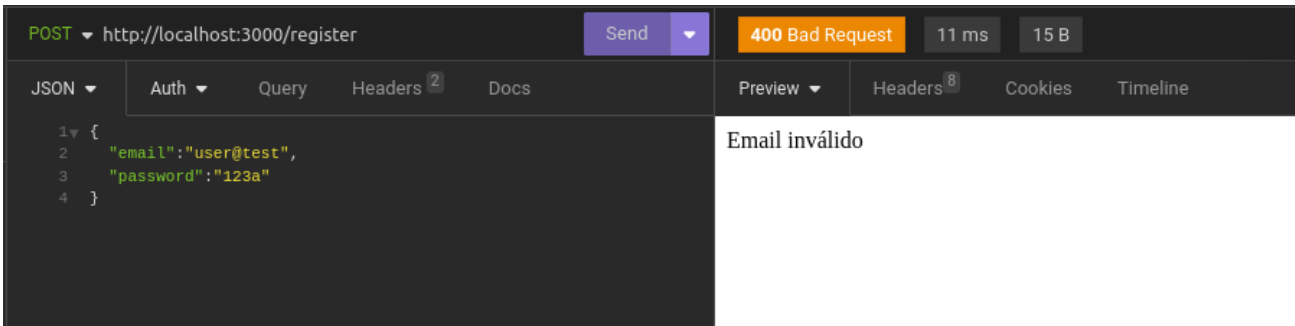 POST http://localhost:3000/register Send 400 Bad Request 11 ms 15 B
JSON Auth Query Headers 2 Docs Preview Headers 8 Cookies Timeline
1 {
2 "email":"user@test",
3 "password":"123a"
4 }
Email inválido